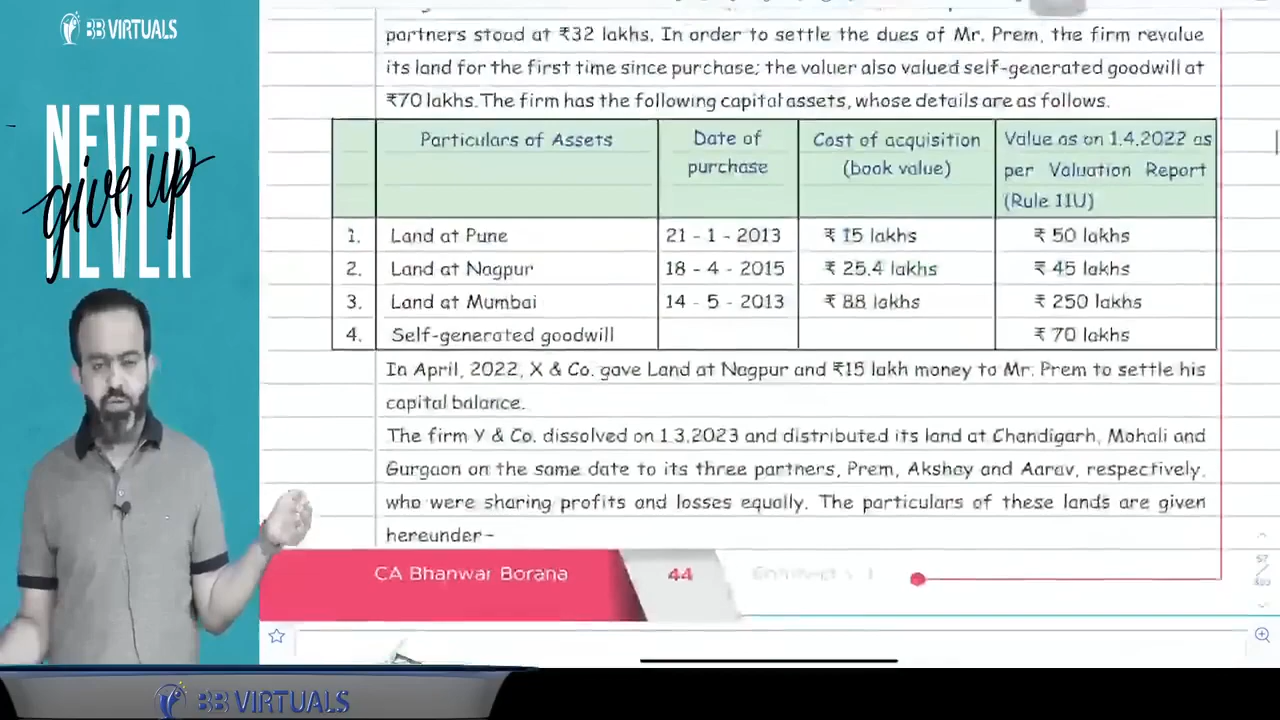 BB VIRTUALS
NEVER
give up
NEVER
partners stood at ₹32 lakhs. In order to settle the dues of Mr. Prem, the firm revalue
its land for the first time since purchase; the valuer also valued self-generated goodwill at
₹70 lakhs. The firm has the following capital assets, whose details are as follows.
Particulars of Assets Date of purchase Cost of acquisition (book value) Value as on 1.4.2022 as per Valuation Report (Rule 11U)
1. Land at Pune 21 - 1 - 2013 ₹ 15 lakhs ₹ 50 lakhs
2. Land at Nagpur 18 - 4 - 2015 ₹ 25.4 lakhs ₹ 45 lakhs
3. Land at Mumbai 14 - 5 - 2013 ₹ 88 lakhs ₹ 250 lakhs
4. Self-generated goodwill ₹ 70 lakhs
In April, 2022, X & Co. gave Land at Nagpur and ₹15 lakh money to Mr. Prem to settle his
capital balance.
The firm Y & Co. dissolved on 1.3.2023 and distributed its land at Chandigarh, Mohali and
Gurgaon on the same date to its three partners, Prem, Akshay and Aarav, respectively,
who were sharing profits and losses equally. The particulars of these lands are given
hereunder-
CA Bhanwar Borana 44
BB VIRTUALS